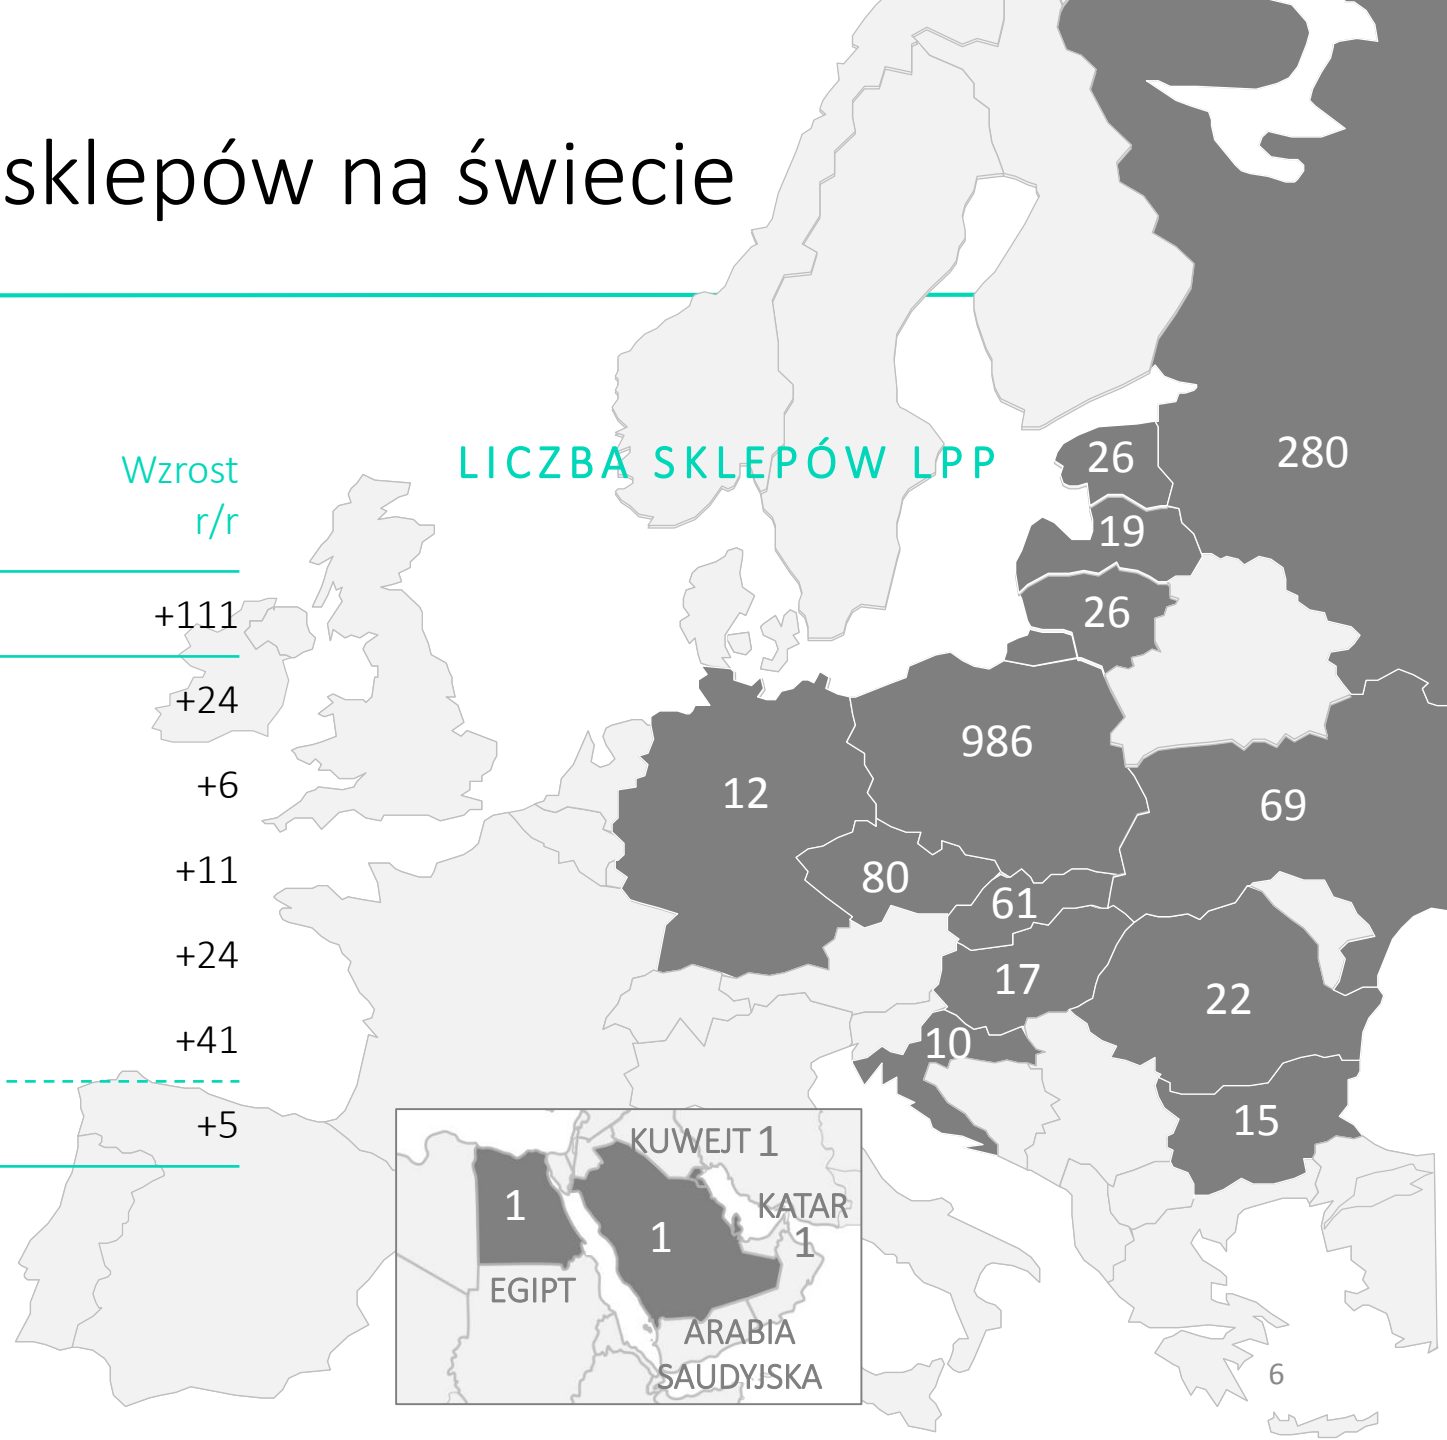 sklepów na świecie
LICZBA SKLEPÓW LPP
Wzrost
r/r
+111
+24
+6
+11
+24
+41
+5
26
280
19
26
986
12
69
80
61
17
22
10
15
KUWEJT 1
KATAR
1
1
1
EGIPT
ARABIA
SAUDYJSKA
6